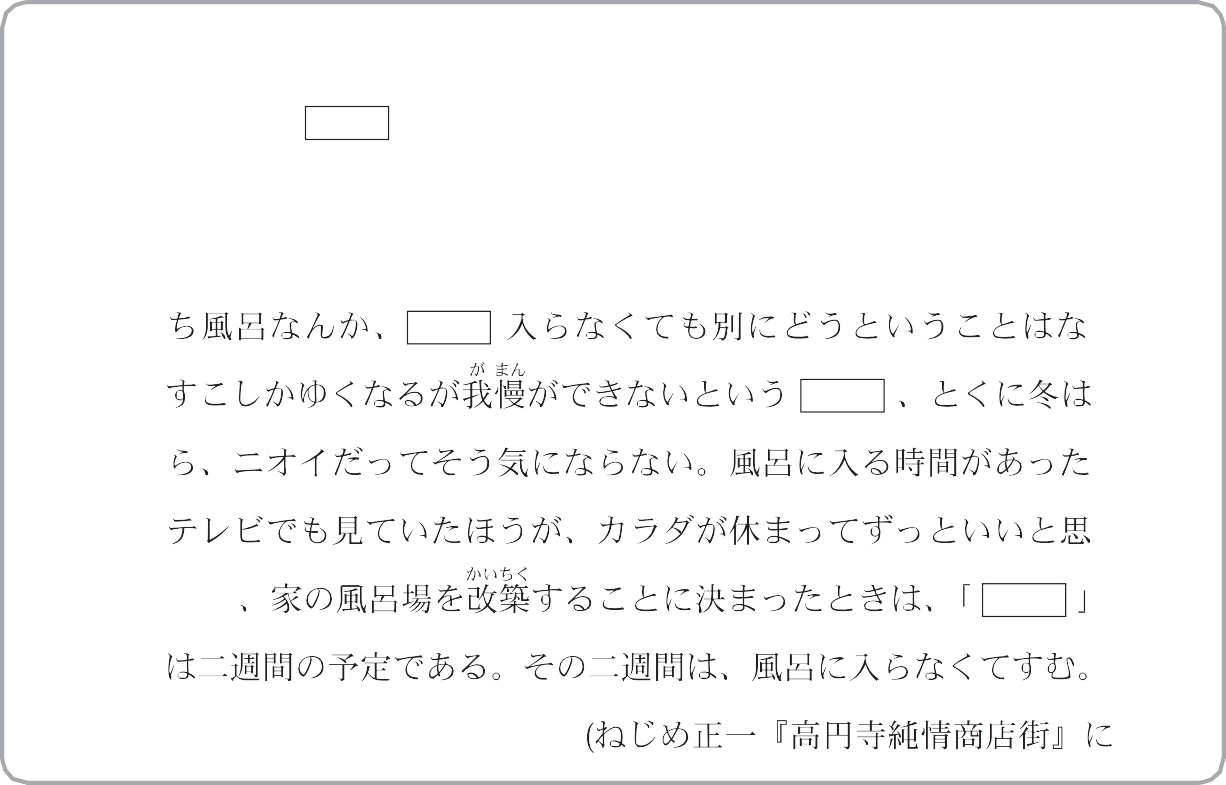 ち風呂なんか、 入らなくても別にどうということはな
すこしかゆくなるが我慢ができないという 、とくに冬は
ら、ニオイだってそう気にならない。風呂に入る時間があった
テレビでも見ていたほうが、カラダが休まってずっといいと思
、家の風呂場を改築することに決まったときは、「 」
は二週間の予定である。その二週間は、風呂に入らなくてすむ。
(ねじめ正一『高円寺純情商店街』に